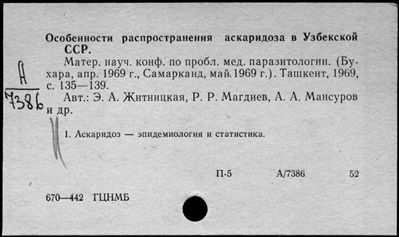 Особенности распространения аскаридоза в Узбекской
ССР.
Матер. науч. конф. по пробл. мед. паразитологии. (Бу-
хара, апр. 1969 г., Самарканд, май 1969 г.). Ташкент, 1969,
с. 135—139.
А
7386
Авт.: Э. А. Житницкая, Р. Р. Магдиев, А. А. Мансуров
и др.
1. Аскаридоз — эпидемиология и статистика.
П-5 А/7386 52
670—442 ГЦНМБ